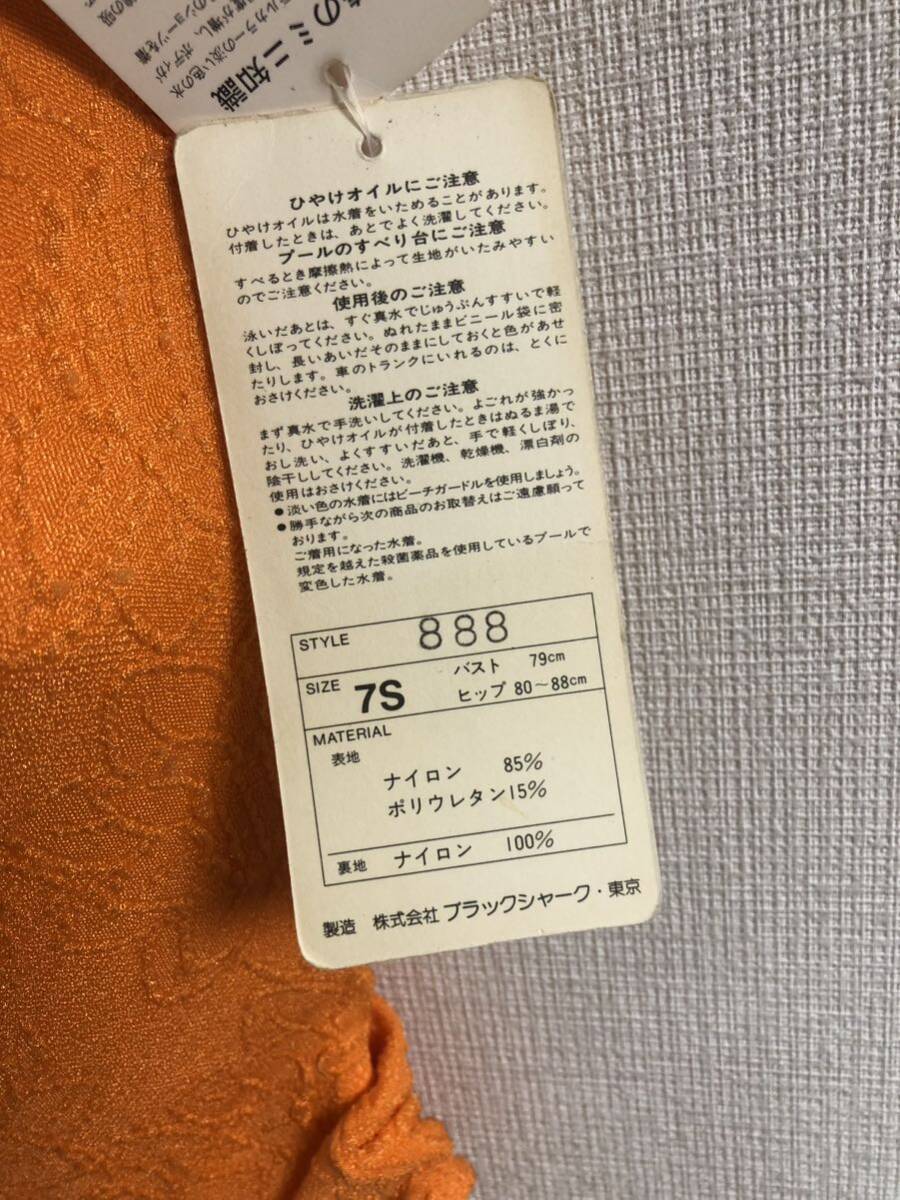 のミニ知識
ひやけオイルにご注意
ひやけオイルは水着をいためることがあります。
付着したときは、あとでよく洗濯してください。
プールのすべり台にご注意
すべるとき摩擦熱によって生地がいたみやすい
のでご注意ください。
使用後のご注意
泳いだあとは、すぐ真水でじゅうぶんすすいで軽
くしぼってください。ぬれたままビニール袋に密
封し、長いあいだそのままにしておくと色があせ
たりします。車のトランクにいれるのは、とくに
おさけください。
洗濯上のご注意
まず真水で手洗いしてください。よごれが強かっ
たり、ひやけオイルが付着したときはぬるま湯で
おし洗い、よくすすいだあと、手で軽くしぼり、
陰干ししてください。洗濯機、乾燥機、漂白剤の
使用はおさけください。
●淡い色の水着にはビーチガードルを使用しましょう。
●勝手ながら次の商品のお取替えはご遠慮願って
おります。
ご着用になった水着。
規定を越えた殺菌薬品を使用しているプールで
変色した水着。
STYLE 888
SIZE 7S バスト 79cm
ヒップ 80〜88cm
MATERIAL
表地
ナイロン 85%
ポリウレタン15%
裏地 ナイロン 100%
製造 株式会社 ブラックシャーク・東京